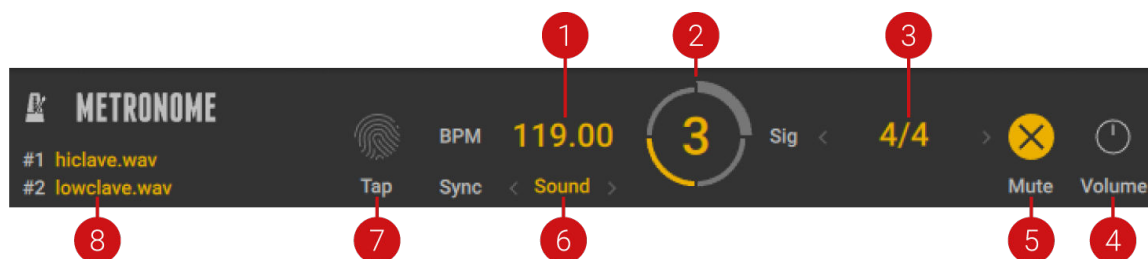 1 2 3
METRONOME
#1 hiclave.wav
#2 lowclave.wav
Tap
BPM 119.00
Sync < Sound >
3
Sig < 4/4 >
Mute
Volume
8 7 6 5 4